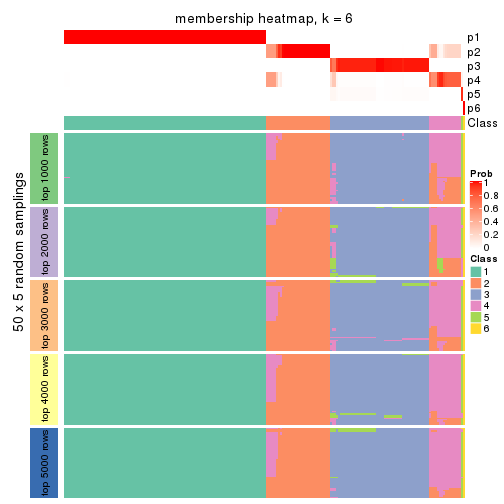 membership heatmap, k = 6
p1
p2
p3
p4
p5
p6
Class
50 x 5 random samplings
top 1000 rows
top 2000 rows
top 3000 rows
top 4000 rows
top 5000 rows
Prob
1
0.8
0.6
0.4
0.2
0
Class
1
2
3
4
5
6